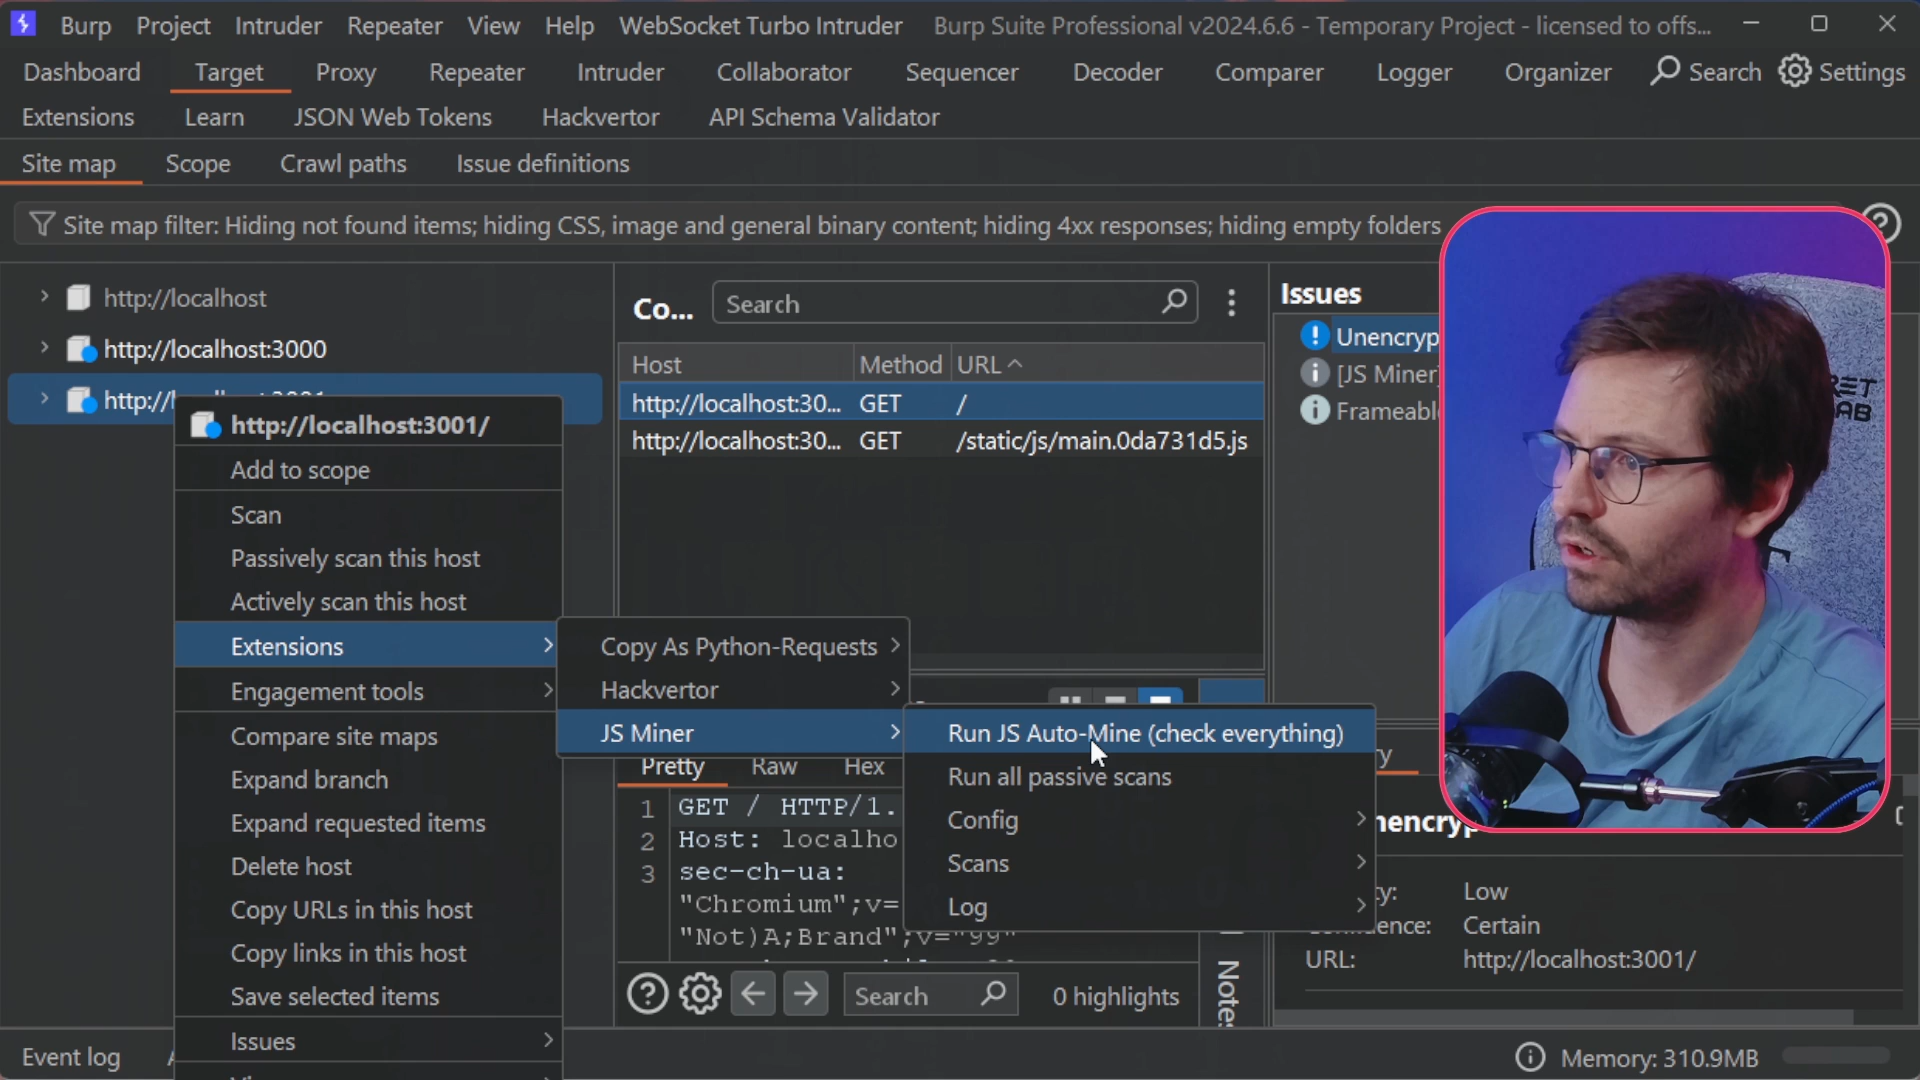 Burp Project Intruder Repeater View Help WebSocket Turbo Intruder Burp Suite Professional v2024.6.6 - Temporary Project - licensed to offs...
Dashboard Target Proxy Repeater Intruder Collaborator Sequencer Decoder Comparer Logger Organizer Search Settings
Extensions Learn JSON Web Tokens Hackvertor API Schema Validator
Site map Scope Crawl paths Issue definitions
Site map filter: Hiding not found items; hiding CSS, image and general binary content; hiding 4xx responses; hiding empty folders
http://localhost
http://localhost:3000
http://localhost:3001
http://localhost:3001/
Add to scope
Scan
Passively scan this host
Actively scan this host
Extensions
Engagement tools
Compare site maps
Expand branch
Expand requested items
Delete host
Copy URLs in this host
Copy links in this host
Save selected items
Issues
Copy As Python-Requests
Hackvertor
JS Miner
Run JS Auto-Mine (check everything)
Run all passive scans
Config
Scans
Log
Co... Search
Host Method URL
http://localhost:30... GET /
http://localhost:30... GET /static/js/main.0da731d5.js
Pretty Raw Hex
1 GET / HTTP/1.
2 Host: localho
3 sec-ch-ua:
"Chromium";v=
"Not)A;Brand";v="99"
Search 0 highlights
Notes
Issues
Unencryp
[JS Miner]
Frameabl
nencryp
ty: Low
Certain
URL: http://localhost:3001/
Event log
Memory: 310.9MB